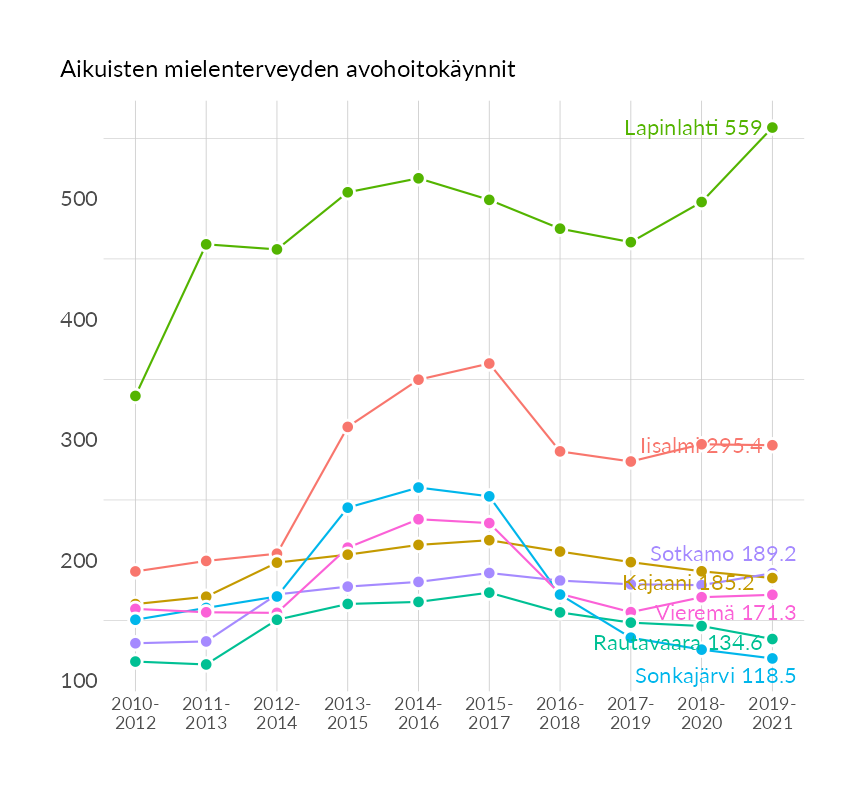 Aikuisten mielenterveyden avohoitokäynnit
Lapinlahti 559
500
400
300
Iisalmi 295.4
200
Sotkamo 189.2
Kajaani 185.2
Vieremä 171.3
Rautavaara 134.6
100
Sonkajärvi 118.5
2010- 2011- 2012- 2013- 2014- 2015- 2016- 2017- 2018- 2019-
2012 2013 2014 2015 2016 2017 2018 2019 2020 2021